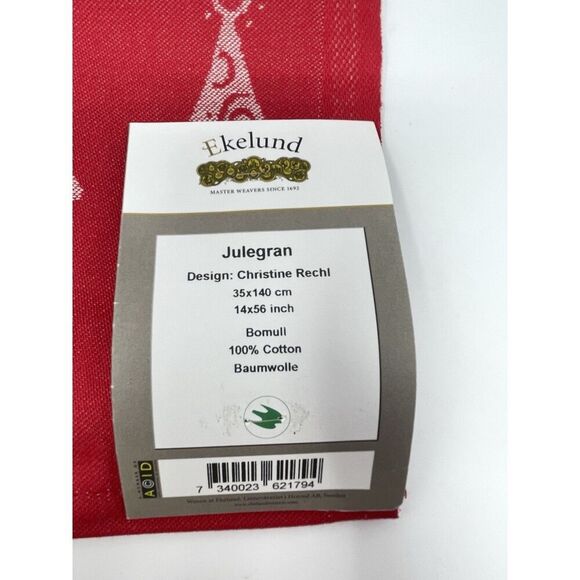 Ekelund
MASTER WEAVERS SINCE 1692
Julegran
Design: Christine Rechl
35x140 cm
14x56 inch
Bomull
100% Cotton
Baumwolle
A©ID
7 340023 621794